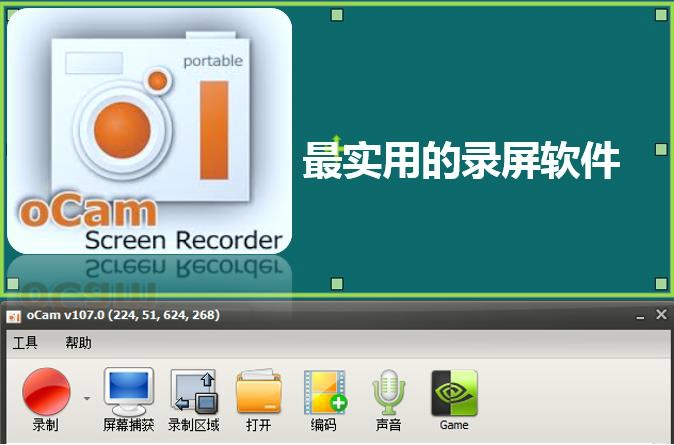 portable
最实用的录屏软件
oCam
Screen Recorder
oCam v107.0 (224, 51, 624, 268)
工具 帮助
录制 屏幕捕获 录制区域 打开 编码 声音 Game